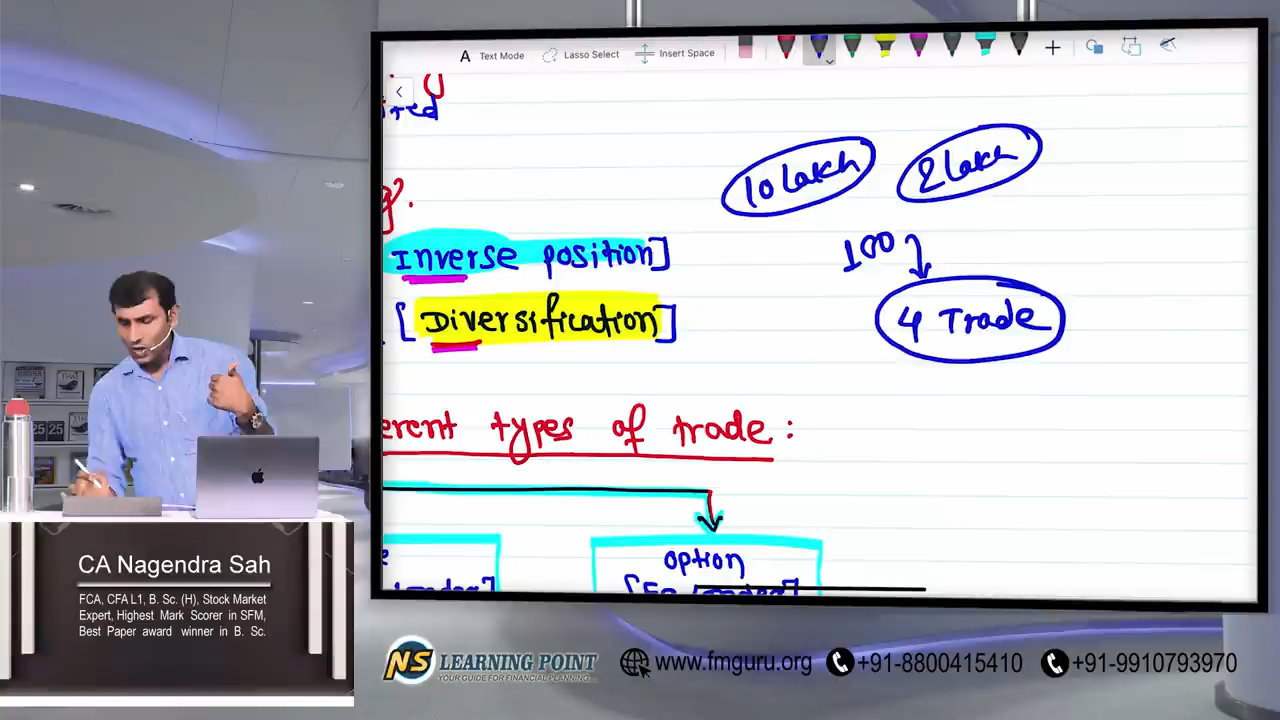 A Text Mode
Lasso Select
Insert Space
10 Lakh
2 Lakh
Inverse position]
100
[Diversification]
4 Trade
erent types of trade:
option
CA Nagendra Sah
FCA, CFA L1, B. Sc. (H), Stock Market
Expert, Highest Mark Scorer in SFM,
Best Paper award winner in B. Sc.
25 25
NS LEARNING POINT
YOUR GUIDE FOR FINANCIAL PLANNING.
www.fmguru.org
+91-8800415410
+91-9910793970